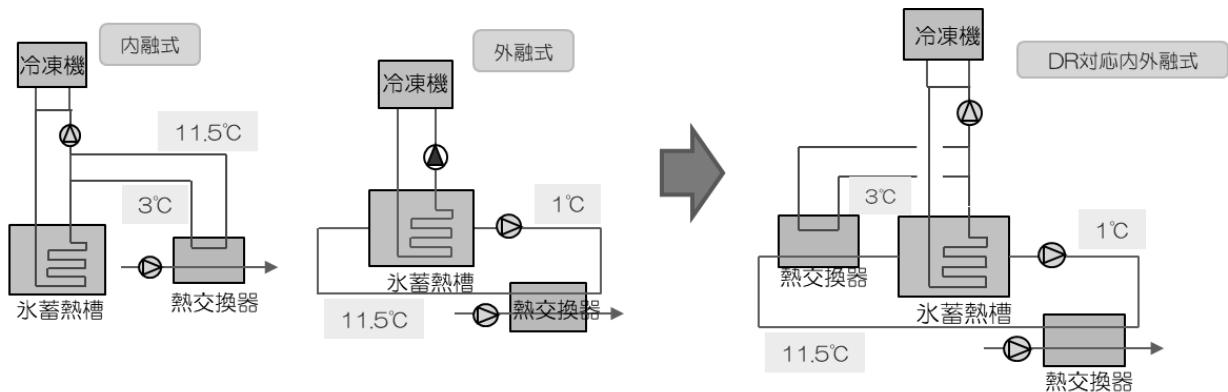 内融式
冷凍機
11.5℃
3℃
氷蓄熱槽
熱交換器
外融式
冷凍機
1℃
氷蓄熱槽
11.5℃
熱交換器
DR対応内外融式
冷凍機
3℃
1℃
熱交換器
氷蓄熱槽
11.5℃
熱交換器